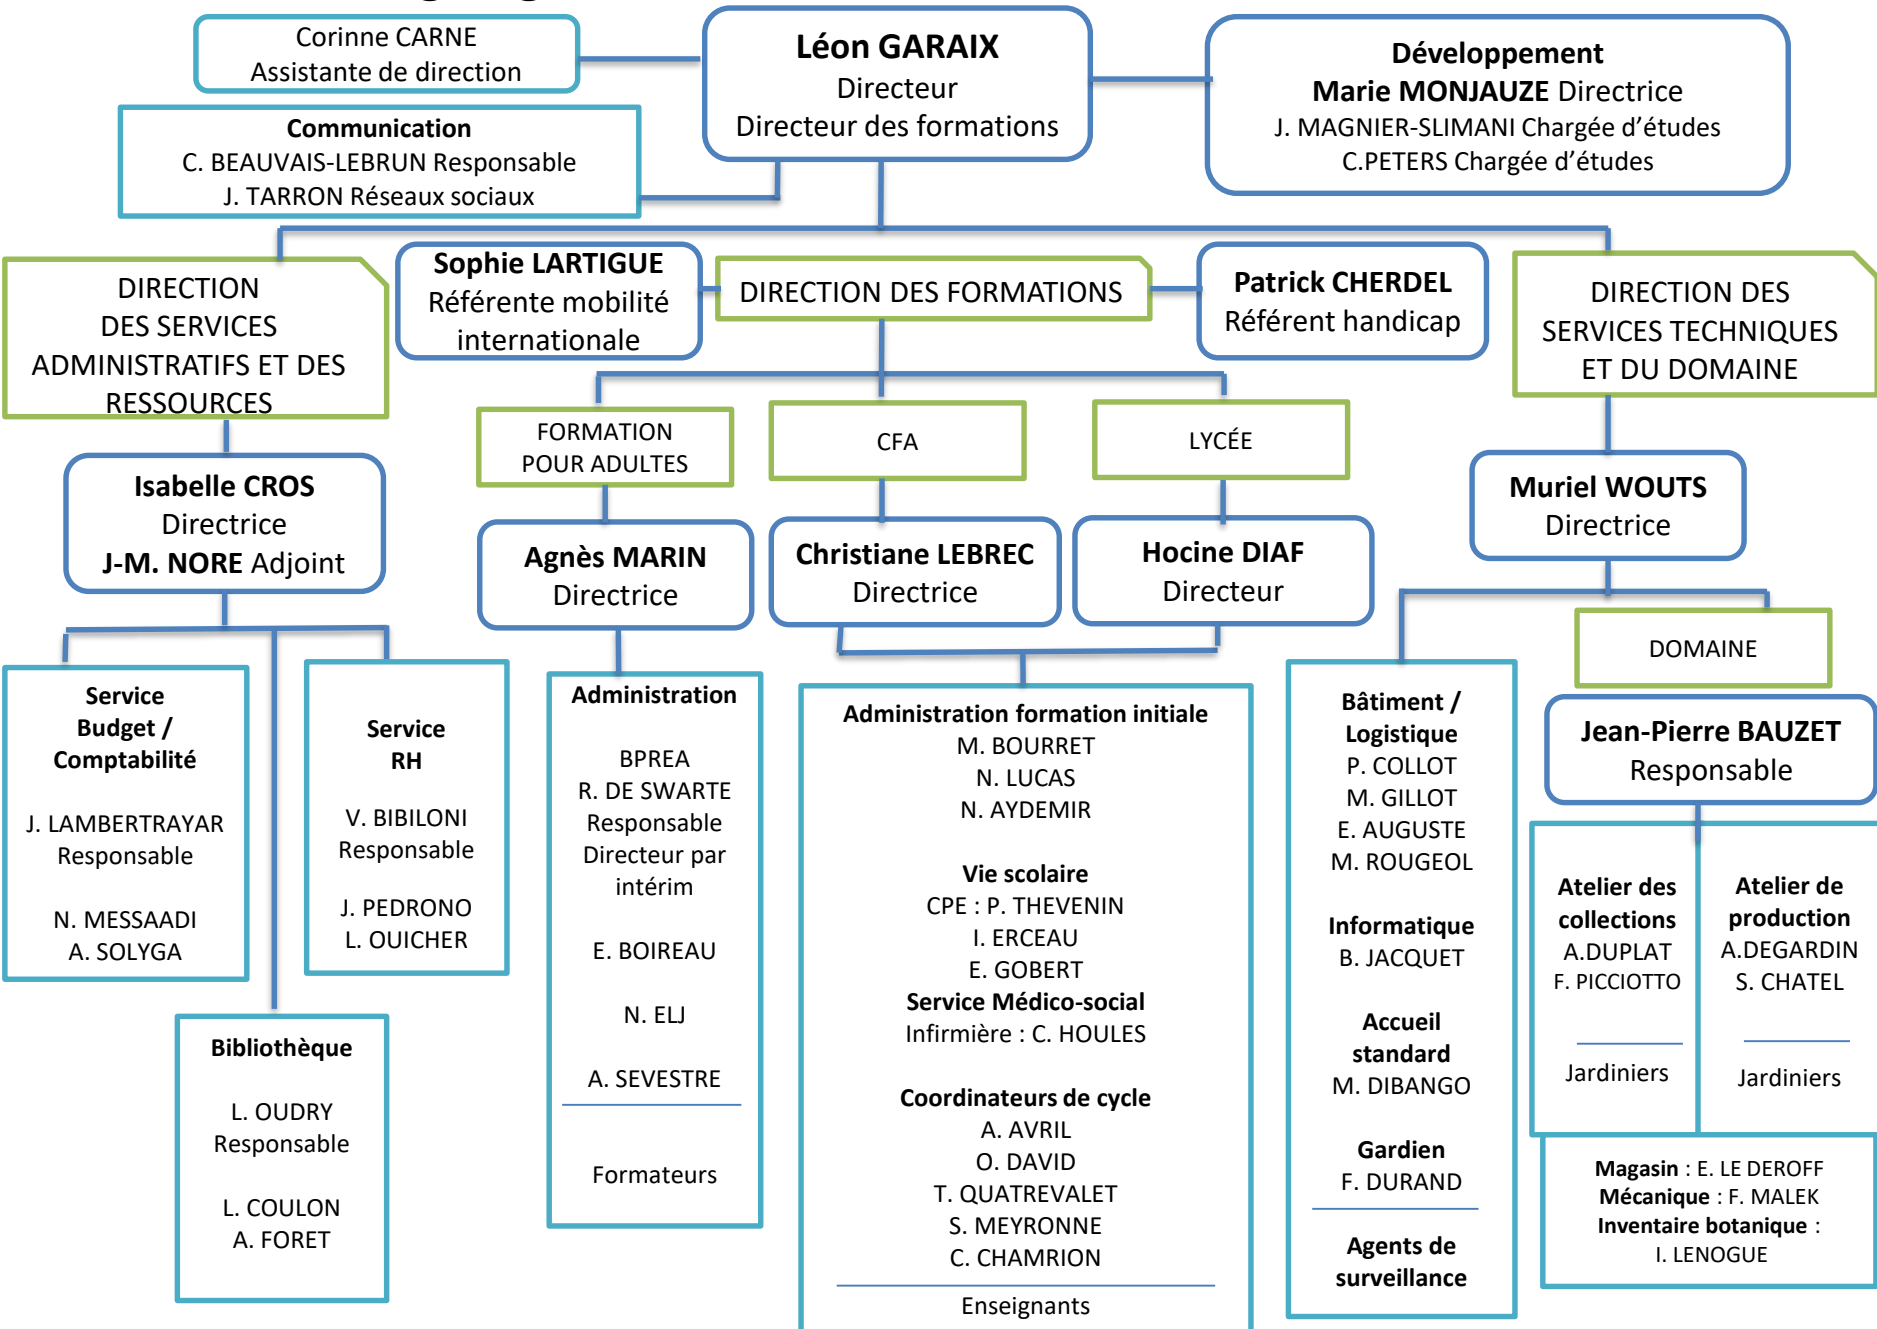 Corinne CARNE
Assistante de direction
Léon GARAIX
Directeur
Directeur des formations
Développement
Marie MONJAUZE Directrice
J. MAGNIER-SLIMANI Chargée d’études
C.PETERS Chargée d’études
Communication
C. BEAUVAIS-LEBRUN Responsable
J. TARRON Réseaux sociaux
DIRECTION
DES SERVICES
ADMINISTRATIFS ET DES
RESSOURCES
Sophie LARTIGUE
Référente mobilité
internationale
DIRECTION DES FORMATIONS
Patrick CHERDEL
Référent handicap
DIRECTION DES
SERVICES TECHNIQUES
ET DU DOMAINE
FORMATION
POUR ADULTES
CFA
LYCÉE
Isabelle CROS
Directrice
J-M. NORE Adjoint
Agnès MARIN
Directrice
Christiane LEBREC
Directrice
Hocine DIAF
Directeur
Muriel WOUTS
Directrice
DOMAINE
Service
Budget /
Comptabilité
J. LAMBERTRAYAR
Responsable
N. MESSAADI
A. SOLYGA
Service
RH
V. BIBILONI
Responsable
J. PEDRONO
L. OUICHER
Bibliothèque
L. OUDRY
Responsable
L. COULON
A. FORET
Administration
BPREA
R. DE SWARTE
Responsable
Directeur par
intérim
E. BOIREAU
N. ELJ
A. SEVESTRE
Formateurs
Administration formation initiale
M. BOURRET
N. LUCAS
N. AYDEMIR
Vie scolaire
CPE : P. THEVENIN
I. ERCEAU
E. GOBERT
Service Médico-social
Infirmière : C. HOULES
Coordinateurs de cycle
A. AVRIL
O. DAVID
T. QUATREVALET
S. MEYRONNE
C. CHAMRION
Enseignants
Bâtiment /
Logistique
P. COLLOT
M. GILLOT
E. AUGUSTE
M. ROUGEOL
Informatique
B. JACQUET
Accueil
standard
M. DIBANGO
Gardien
F. DURAND
Agents de
surveillance
Jean-Pierre BAUZET
Responsable
Atelier des
collections
A.DUPLAT
F. PICCIOTTO
Jardiniers
Atelier de
production
A.DEGARDIN
S. CHATEL
Jardiniers
Magasin : E. LE DEROFF
Mécanique : F. MALEK
Inventaire botanique :
I. LENOGUE